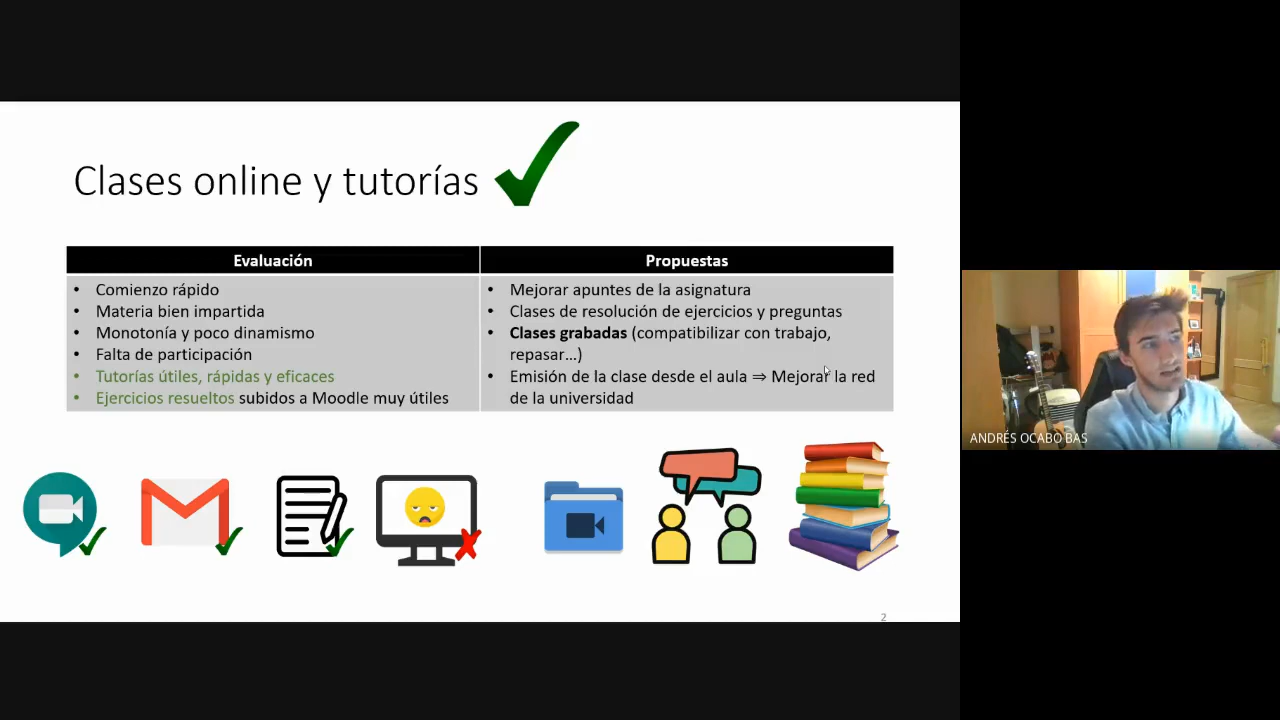 Clases online y tutorías
Evaluación
Comienzo rápido
Materia bien impartida
Monotonía y poco dinamismo
Falta de participación
Tutorías útiles, rápidas y eficaces
Ejercicios resueltos subidos a Moodle muy útiles
Propuestas
Mejorar apuntes de la asignatura
Clases de resolución de ejercicios y preguntas
Clases grabadas (compatibilizar con trabajo,
repasar…)
Emisión de la clase desde el aula ⇒ Mejorar la red
de la universidad
2
ANDRÉS OCABO BAS